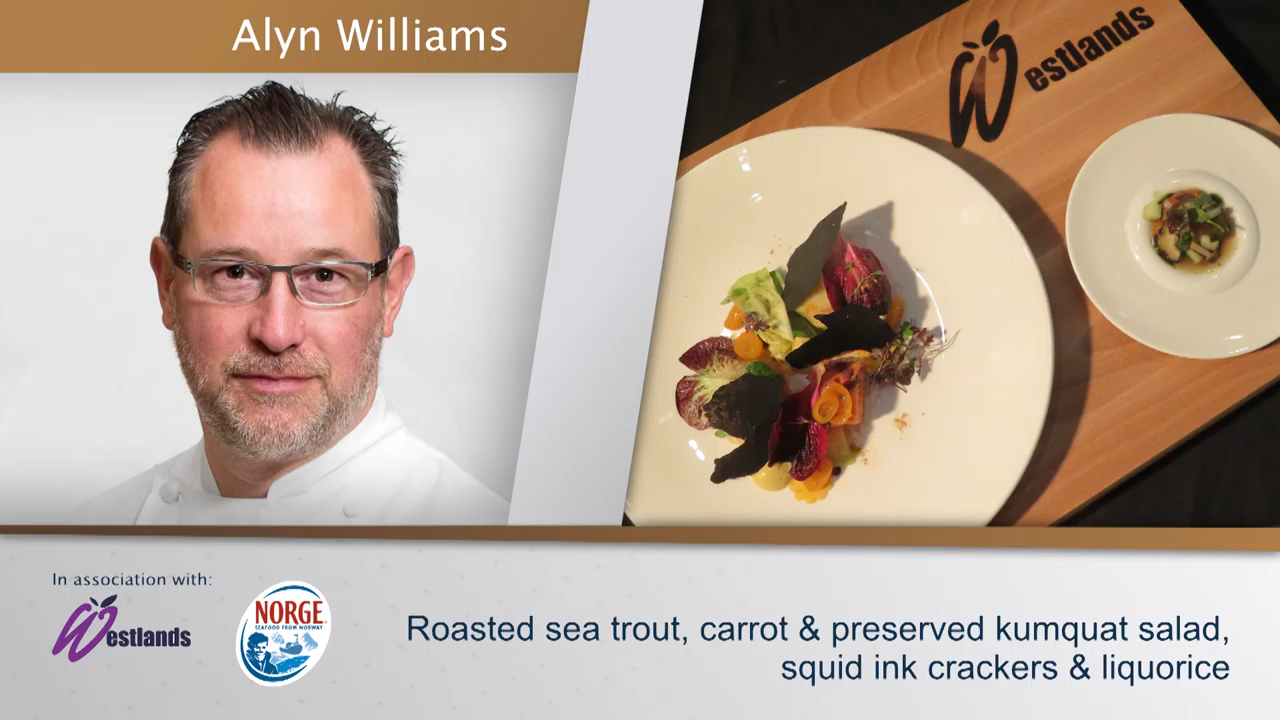 Alyn Williams
Westlands
In association with:
Westlands
NORGE
SEAFOOD FROM NORWAY
Roasted sea trout, carrot & preserved kumquat salad,
squid ink crackers & liquorice